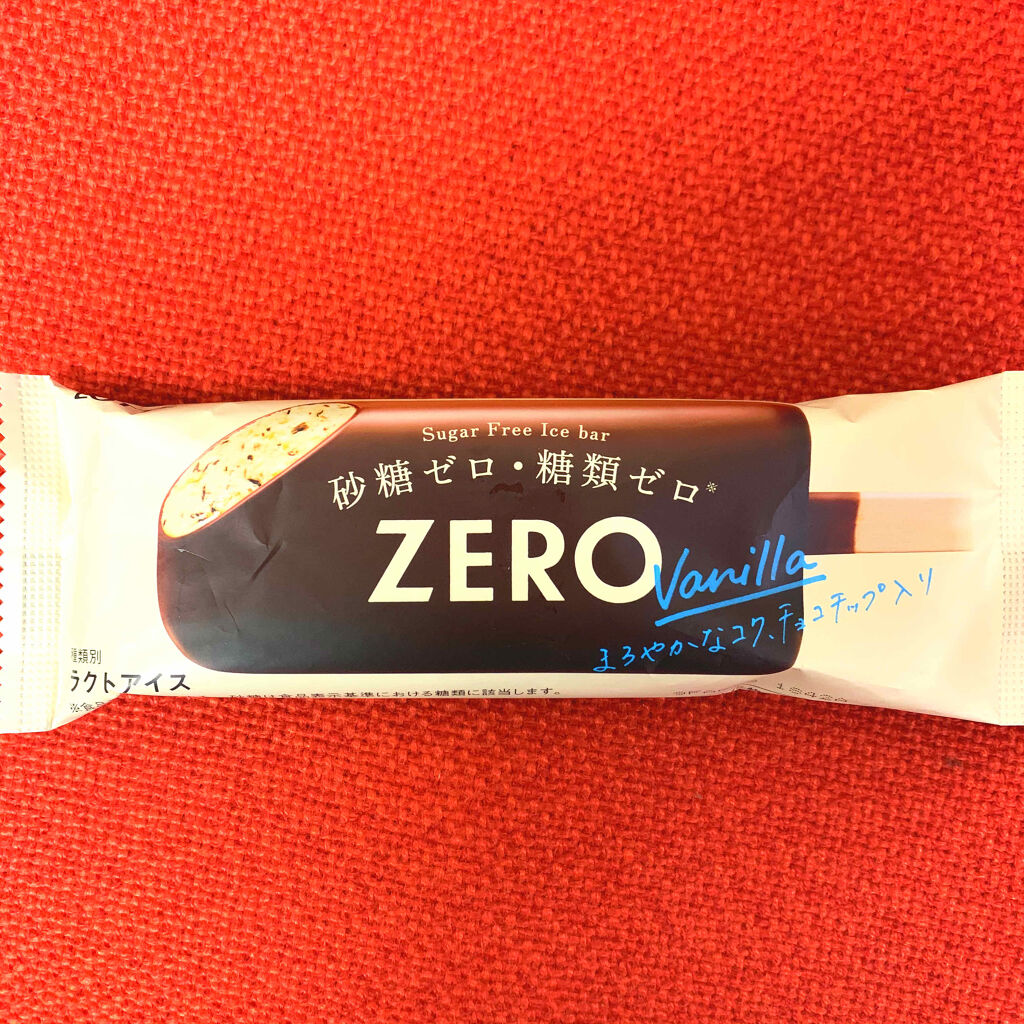 Sugar Free Ice bar
砂糖ゼロ・糖類ゼロ※
ZERO
Vanilla
まろやかなコク、チョコチップ入り
種類別
ラクトアイス
砂糖は食品表示基準における糖類に該当します。